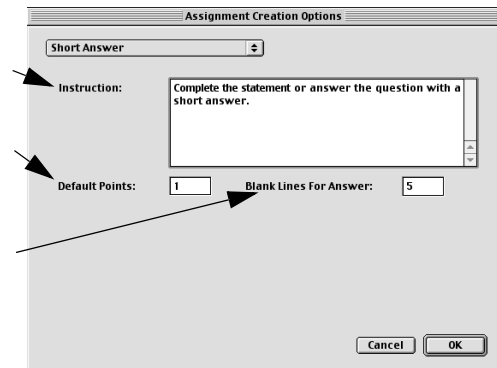 Assignment Creation Options
Short Answer
Instruction:
Complete the statement or answer the question with a
short answer.
Default Points:
1
Blank Lines For Answer:
5
Cancel
OK